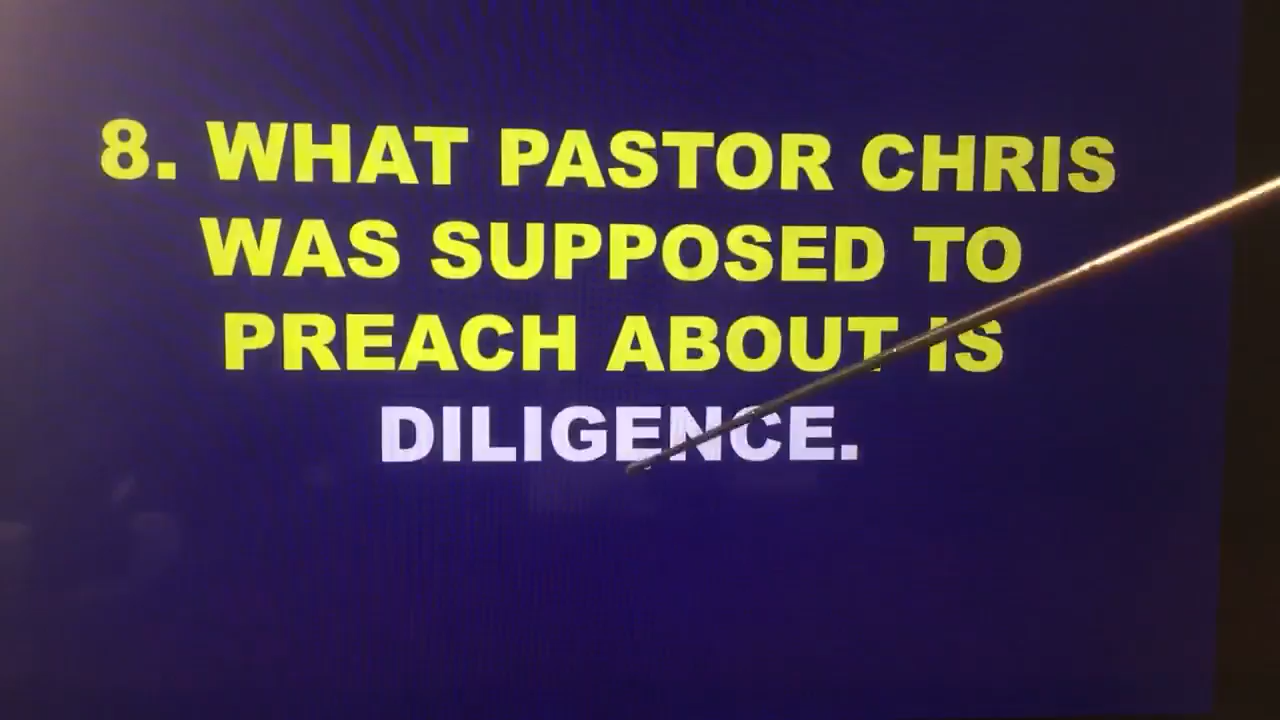 8. WHAT PASTOR CHRIS
WAS SUPPOSED TO
PREACH ABOUT IS
DILIGENCE.